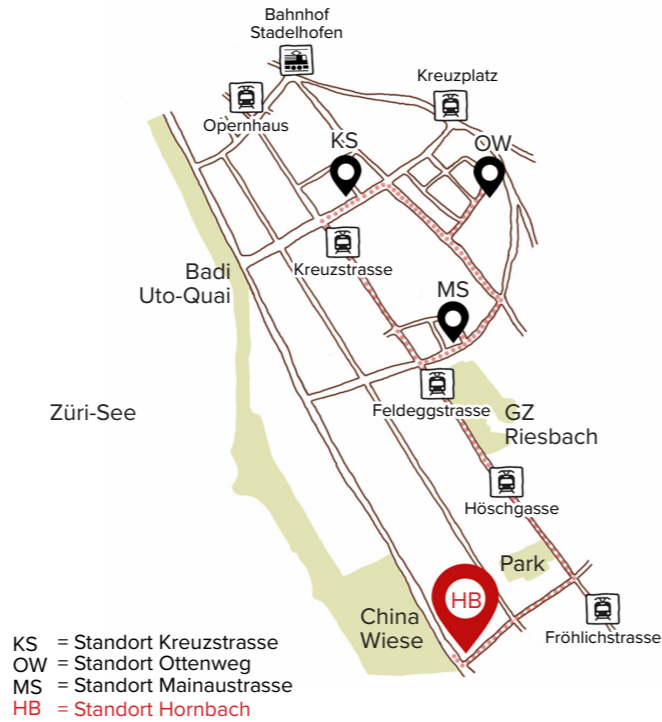 Bahnhof
Stadelhofen
Kreuzplatz
Opernhaus
KS
OW
Kreuzstrasse
Badi
Uto-Quai
MS
Züri-See
Feldeggstrasse
GZ
Riesbach
Höschgasse
Park
HB
China
Wiese
Fröhlichstrasse
KS = Standort Kreuzstrasse
OW = Standort Ottenweg
MS = Standort Mainaustrasse
HB = Standort Hornbach